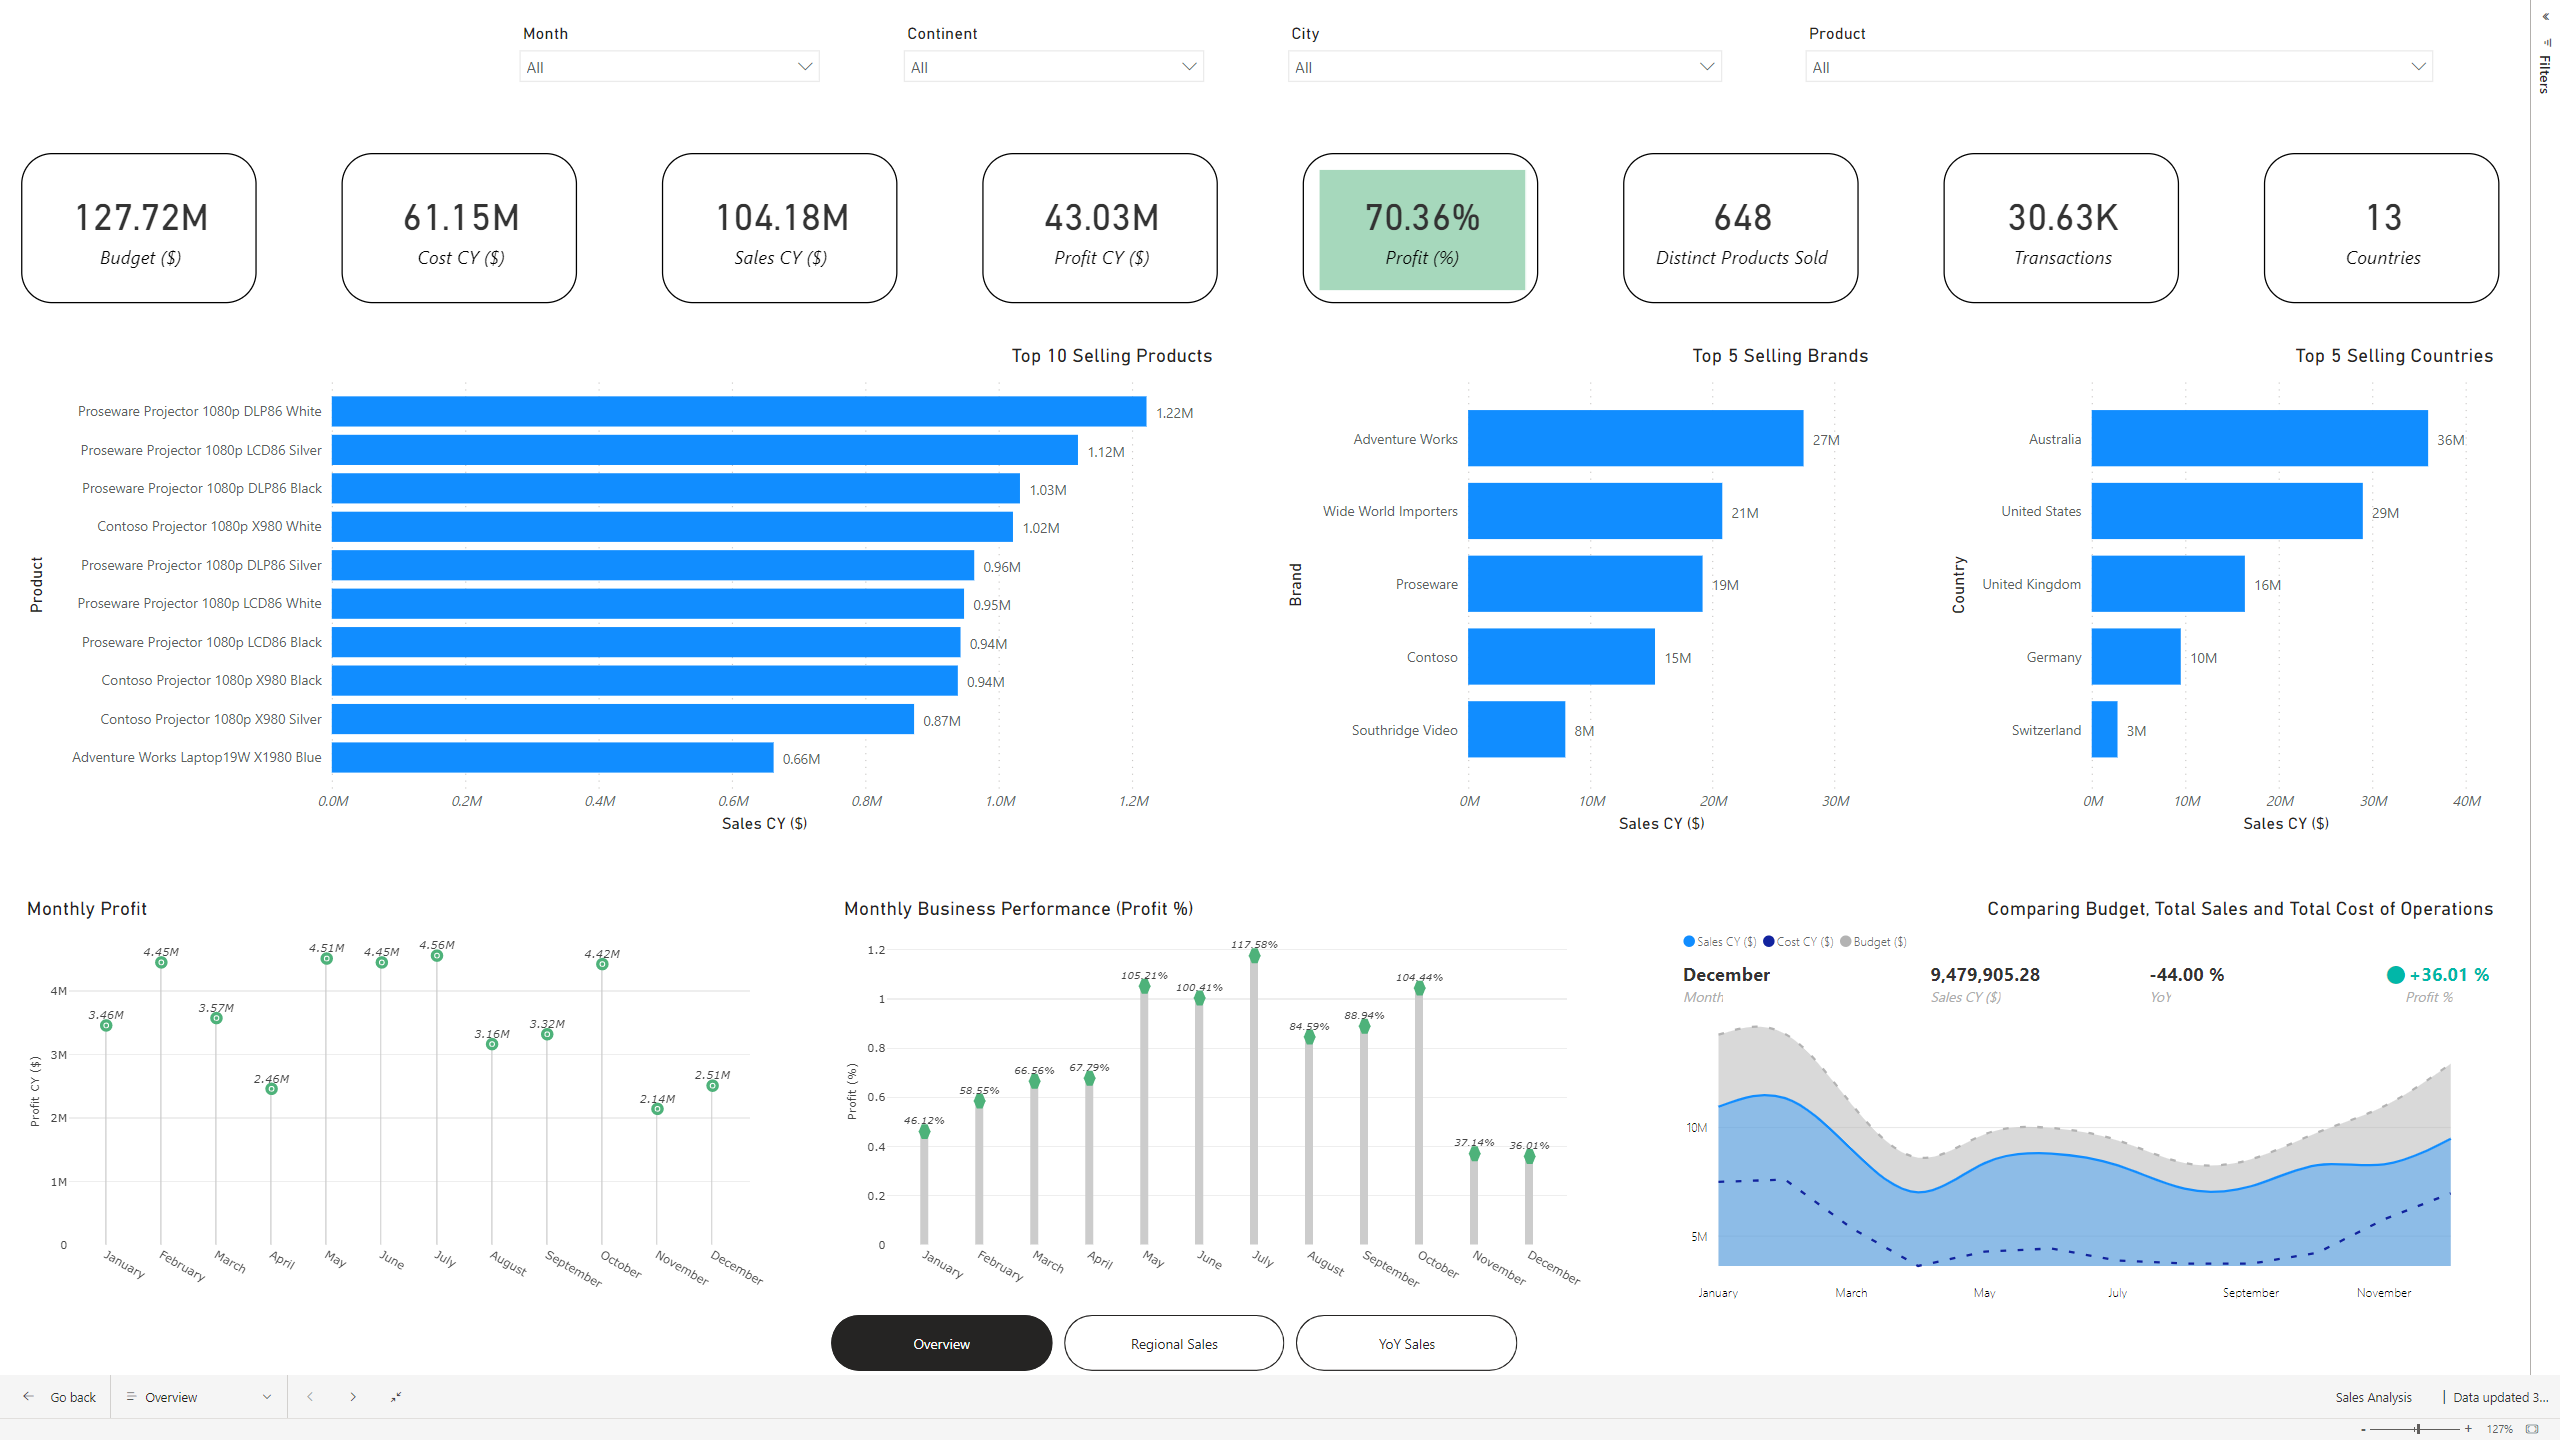 Month
Continent
City
Product
All
All
All
All
Filters
127.72M
Budget ($)
61.15M
Cost CY ($)
104.18M
Sales CY ($)
43.03M
Profit CY ($)
70.36%
Profit (%)
648
Distinct Products Sold
30.63K
Transactions
13
Countries
Top 10 Selling Products
Product
Proseware Projector 1080p DLP86 White
1.22M
Proseware Projector 1080p LCD86 Silver
1.12M
Proseware Projector 1080p DLP86 Black
1.03M
Contoso Projector 1080p X980 White
1.02M
Proseware Projector 1080p DLP86 Silver
0.96M
Proseware Projector 1080p LCD86 White
0.95M
Proseware Projector 1080p LCD86 Black
0.94M
Contoso Projector 1080p X980 Black
0.94M
Contoso Projector 1080p X980 Silver
0.87M
Adventure Works Laptop19W X1980 Blue
0.66M
0.0M 0.2M 0.4M 0.6M 0.8M 1.0M 1.2M
Sales CY ($)
Top 5 Selling Brands
Brand
Adventure Works
27M
Wide World Importers
21M
Proseware
19M
Contoso
15M
Southridge Video
8M
0M 10M 20M 30M
Sales CY ($)
Top 5 Selling Countries
Country
Australia
36M
United States
29M
United Kingdom
16M
Germany
10M
Switzerland
3M
0M 10M 20M 30M 40M
Sales CY ($)
Monthly Profit
Profit CY ($)
4M
3M
2M
1M
0
3.46M
4.45M
3.57M
2.46M
4.51M
4.45M
4.56M
3.16M
3.32M
4.42M
2.14M
2.51M
January February March April May June July August September October November December
Monthly Business Performance (Profit %)
Profit (%)
1.2
1
0.8
0.6
0.4
0.2
0
46.12%
58.55%
66.56%
67.79%
105.21%
100.41%
117.58%
84.59%
88.94%
104.44%
37.14%
36.01%
January February March April May June July August September October November December
Comparing Budget, Total Sales and Total Cost of Operations
Sales CY ($) Cost CY ($) Budget ($)
December
Month
9,479,905.28
Sales CY ($)
-44.00 %
YoY
+36.01 %
Profit %
10M
5M
January March May July September November
Overview
Regional Sales
YoY Sales
Go back
Overview
Sales Analysis
| Data updated 3...
- + 127%